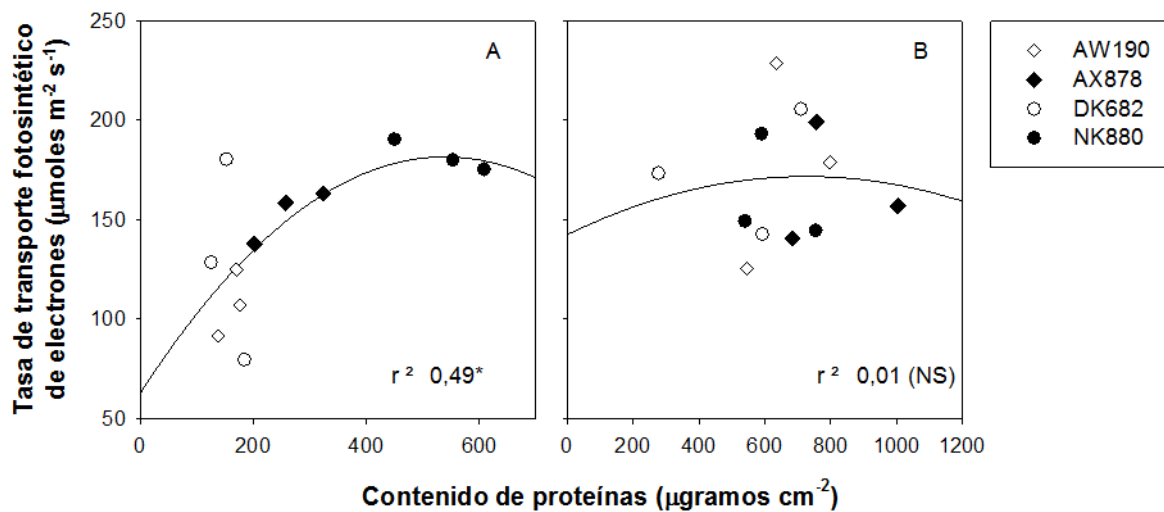 Tasa de transporte fotosintético
de electrones (μmoles m-2 s-1)
250
200
150
100
50
A
r ² 0,49*
0
200
400
600
B
r ² 0,01 (NS)
0
200
400
600
800
1000
1200
Contenido de proteínas (μgramos cm-2)
AW190
AX878
DK682
NK880